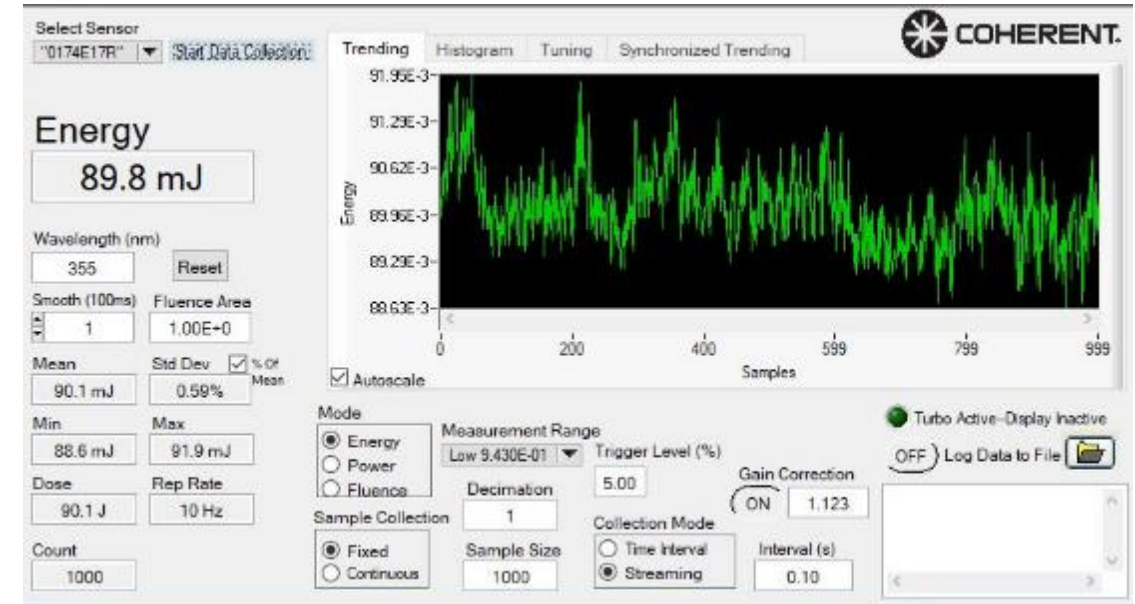 Select Sensor
"0174E17R"
Start Data Collection
COHERENT.
Trending Histogram Tuning Synchronized Trending
Energy
89.8 mJ
Wavelength (nm)
355 Reset
Smooth (100ms) Fluence Area
1 1.00E+0
Mean Std Dev % Of Mean
90.1 mJ 0.59%
Min Max
88.6 mJ 91.9 mJ
Dose Rep Rate
90.1 J 10 Hz
Count
1000
Energy
91.95E-3
91.29E-3
90.62E-3
89.96E-3
89.29E-3
88.63E-3
0 200 400 599 799 999
Samples
Autoscale
Mode
Energy
Power
Fluence
Sample Collection
Fixed
Continuous
Measurement Range
Low 9.430E-01
Decimation
1
Sample Size
1000
Trigger Level (%)
5.00
Collection Mode
Time Interval
Streaming
Gain Correction
ON 1.123
Interval (s)
0.10
Turbo Active--Display Inactive
OFF Log Data to File